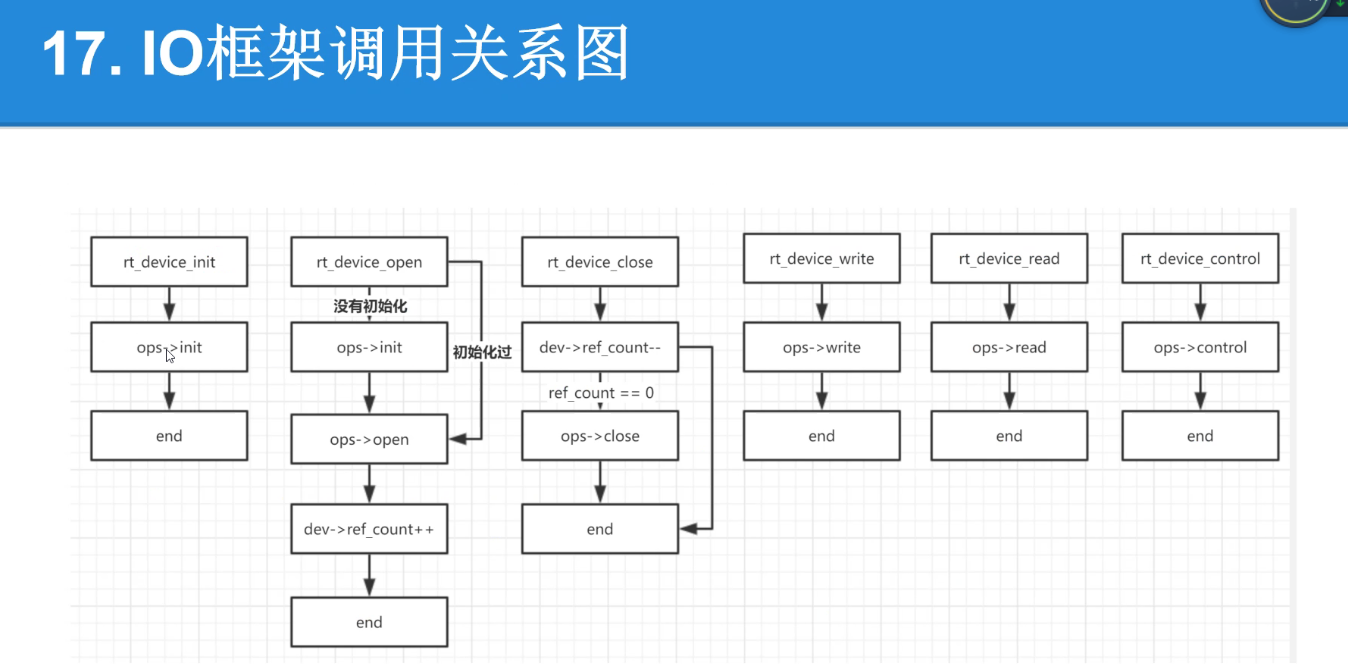 17. IO框架调用关系图
rt_device_init
ops->init
end
rt_device_open
没有初始化
初始化过
ops->init
ops->open
dev->ref_count++
end
rt_device_close
dev->ref_count--
ref_count == 0
ops->close
end
rt_device_write
ops->write
end
rt_device_read
ops->read
end
rt_device_control
ops->control
end